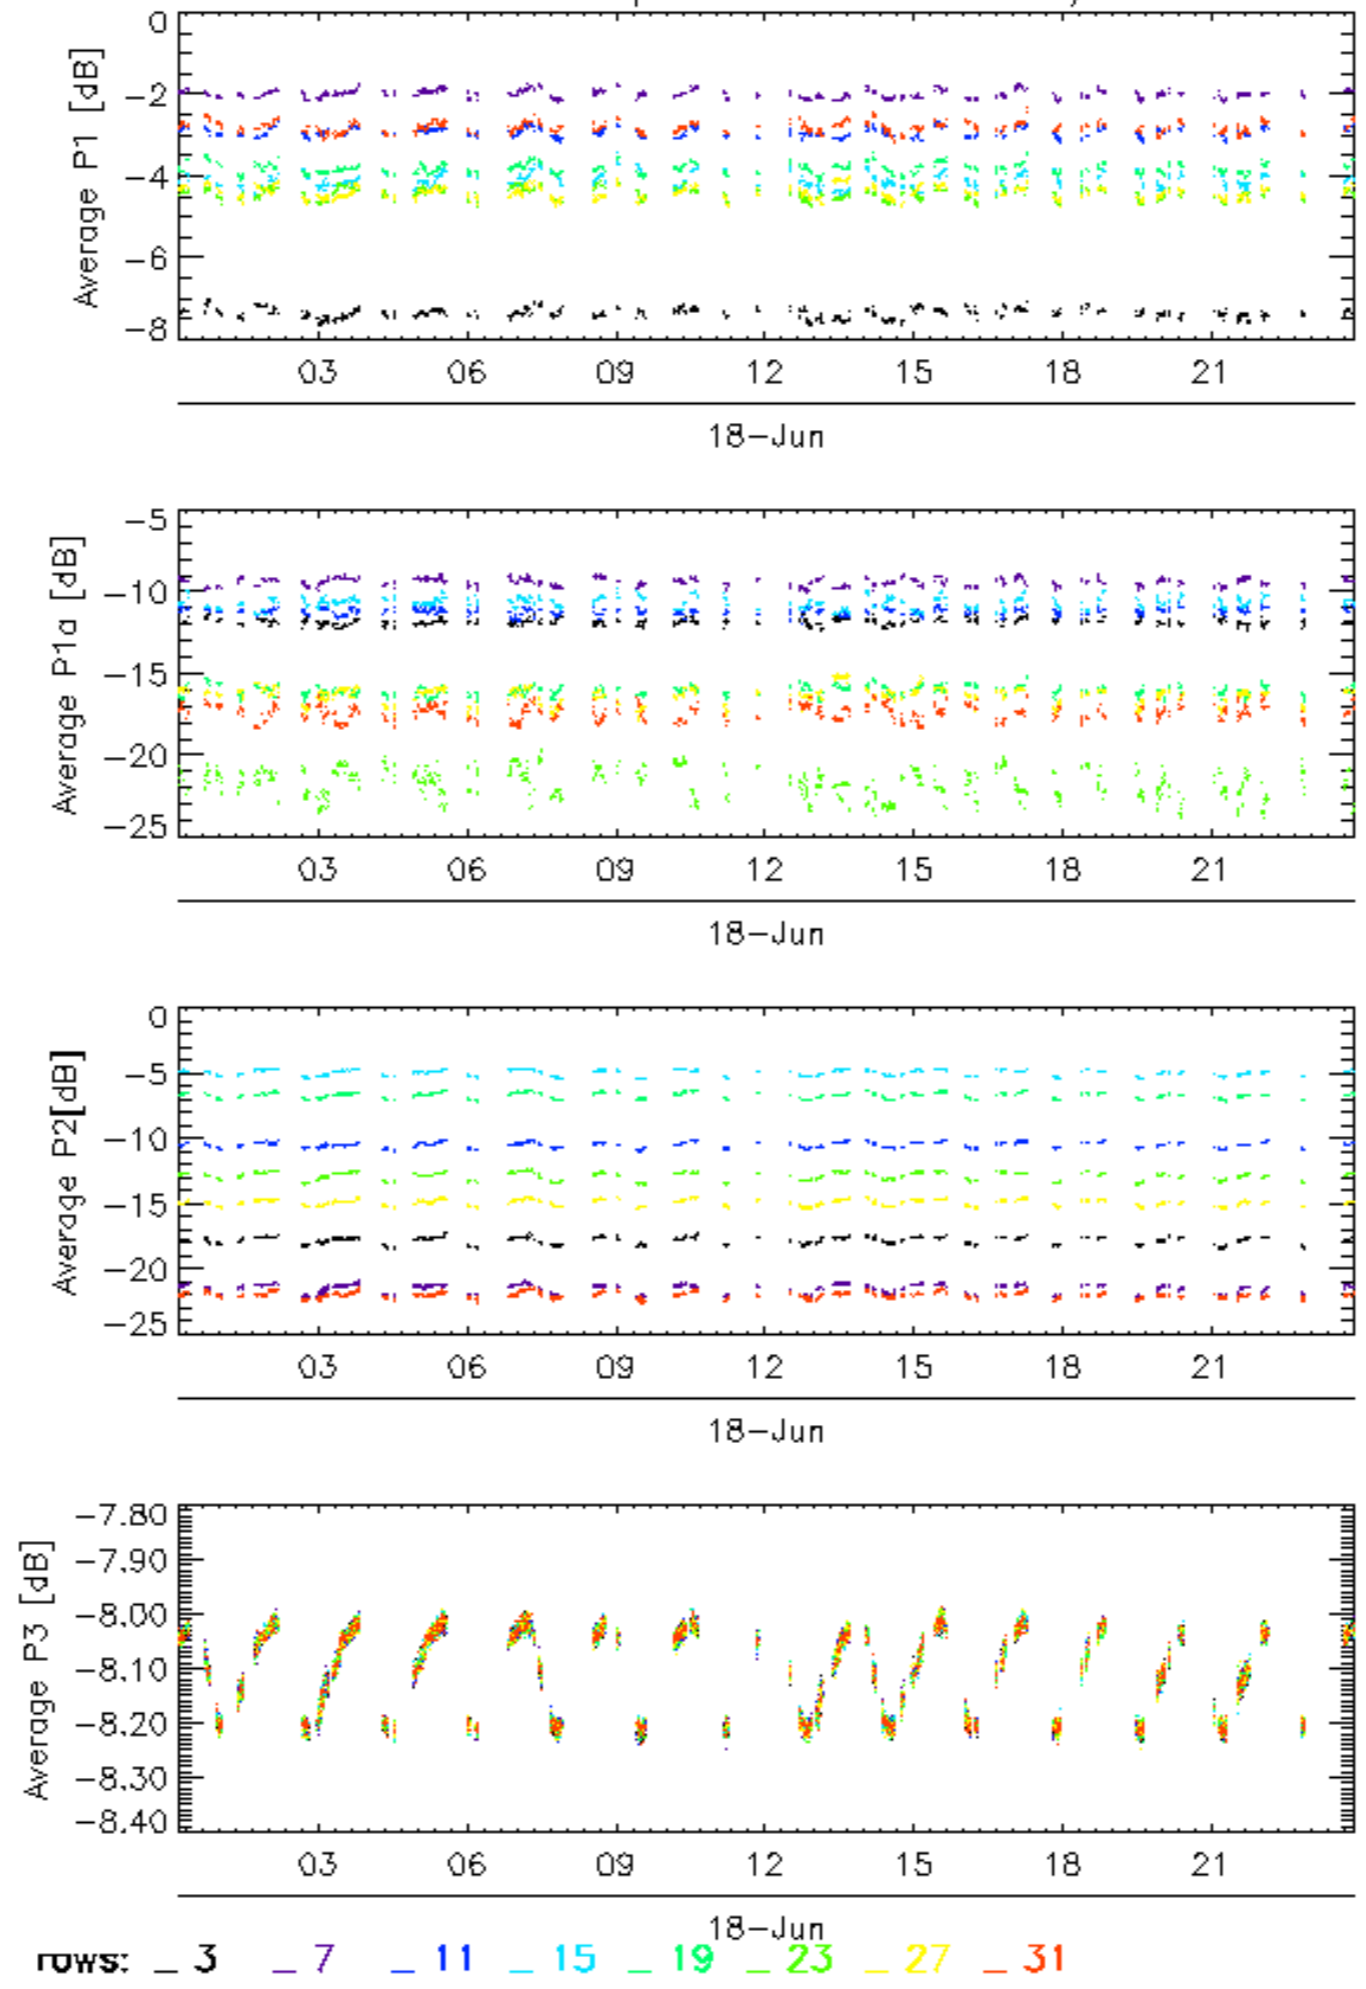 0
−2
−4
−6
−8
Average P1 [dB]
03 06 09 12 15 18 21
18−Jun
−5
−10
−15
−20
−25
Average P1a [dB]
03 06 09 12 15 18 21
18−Jun
0
−5
−10
−15
−20
−25
Average P2[dB]
03 06 09 12 15 18 21
18−Jun
−7.80
−7.90
−8.00
−8.10
−8.20
−8.30
−8.40
Average P3 [dB]
03 06 09 12 15 18 21
18−Jun
rows: _ 3 _ 7 _ 11 _ 15 _ 19 _ 23 _ 27 _ 31